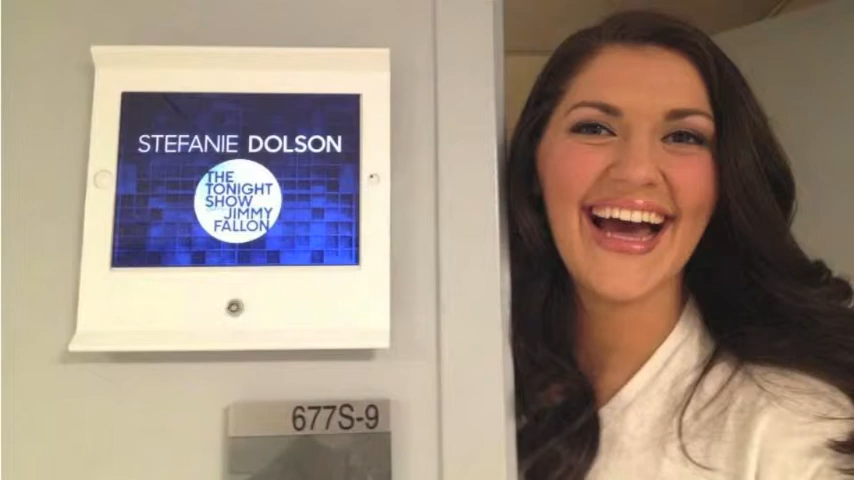 STEFANIE DOLSON
THE
TONIGHT
SHOW
JIMMY
FALLON
677S-9